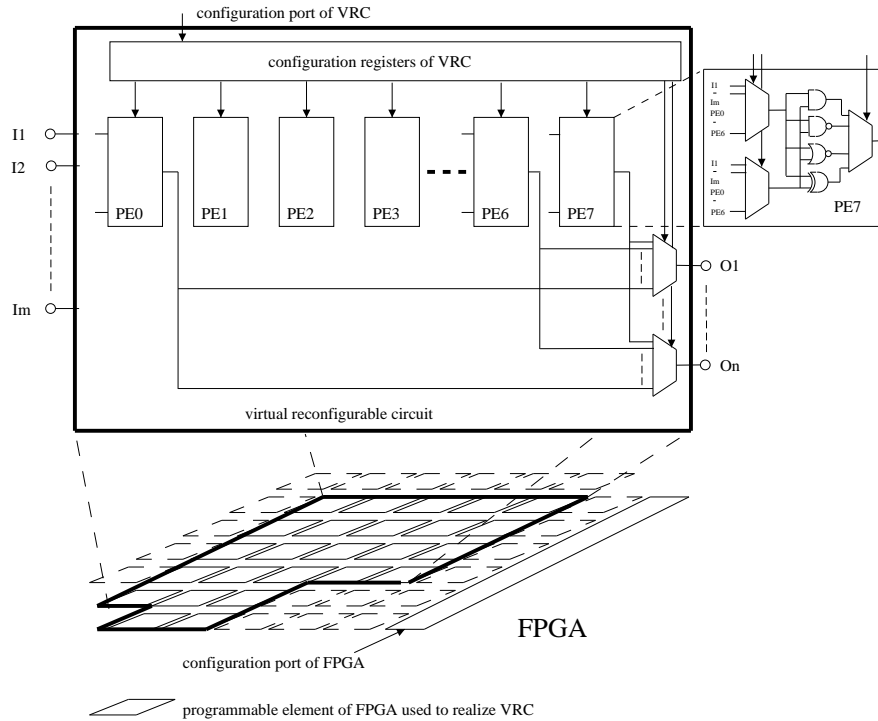 configuration port of VRC
configuration registers of VRC
I1
I2
Im
PE0
PE1
PE2
PE3
PE6
PE7
I1
Im
PE0
PE6
I1
Im
PE0
PE6
PE7
O1
On
virtual reconfigurable circuit
FPGA
configuration port of FPGA
programmable element of FPGA used to realize VRC